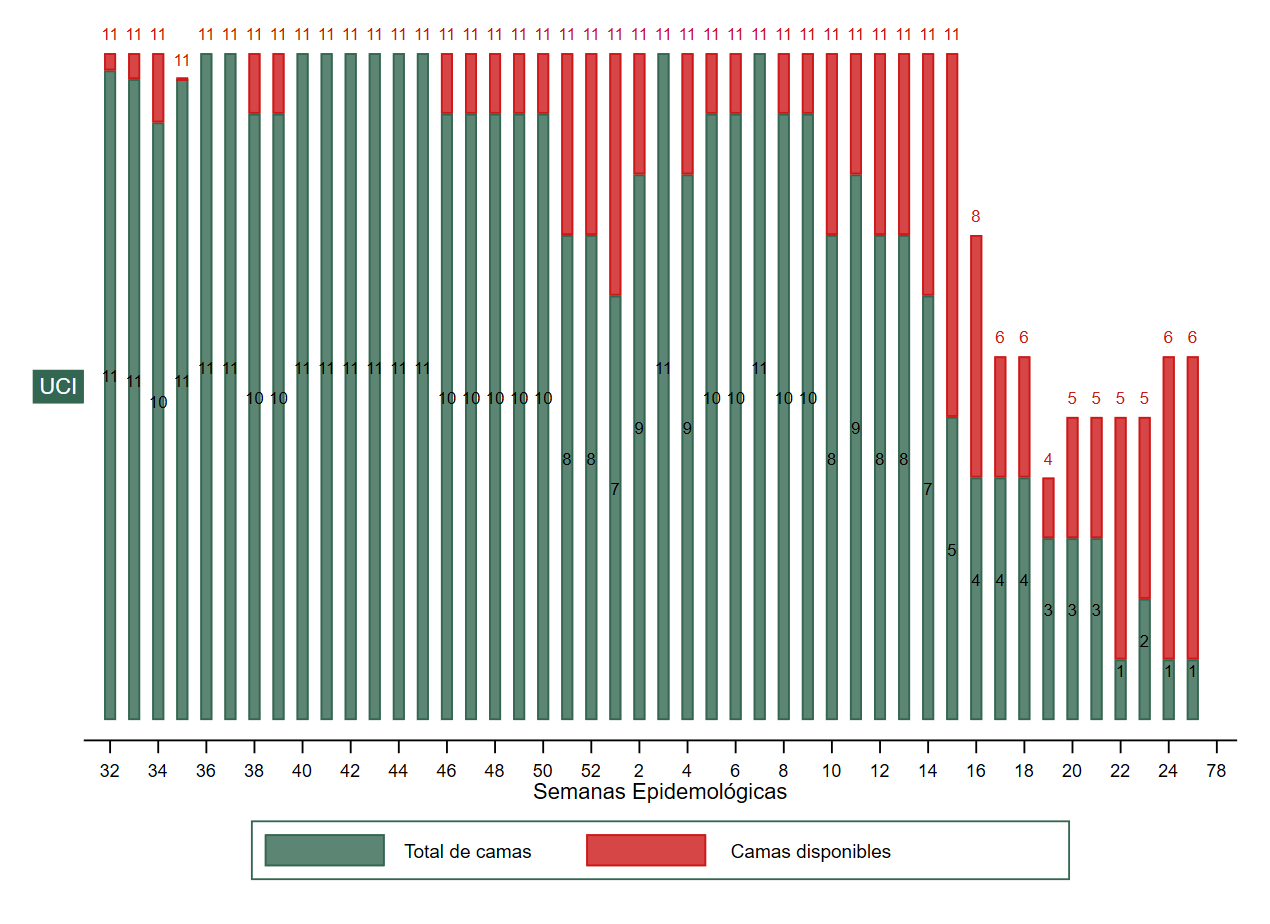 11 11 11 11 11 11 11 11 11 11 11 11 11 11 11 11 11 11 11 11 11 11 11 11 11 11 11 11 11 11 11 11 11 11 11
11
8
6 6 6 6
11 11 11 11 11 11 11 11 11 11
11
11 11
UCI
10 10 10 10 10 10 10 10 10 10 10 5 5 5 5
10
9 9 9
8 8 8 8 8 4
7 7
5
4 4 4
3 3 3
2
1 1 1
32 34 36 38 40 42 44 46 48 50 52 2 4 6 8 10 12 14 16 18 20 22 24 78
Semanas Epidemológicas
Total de camas Camas disponibles